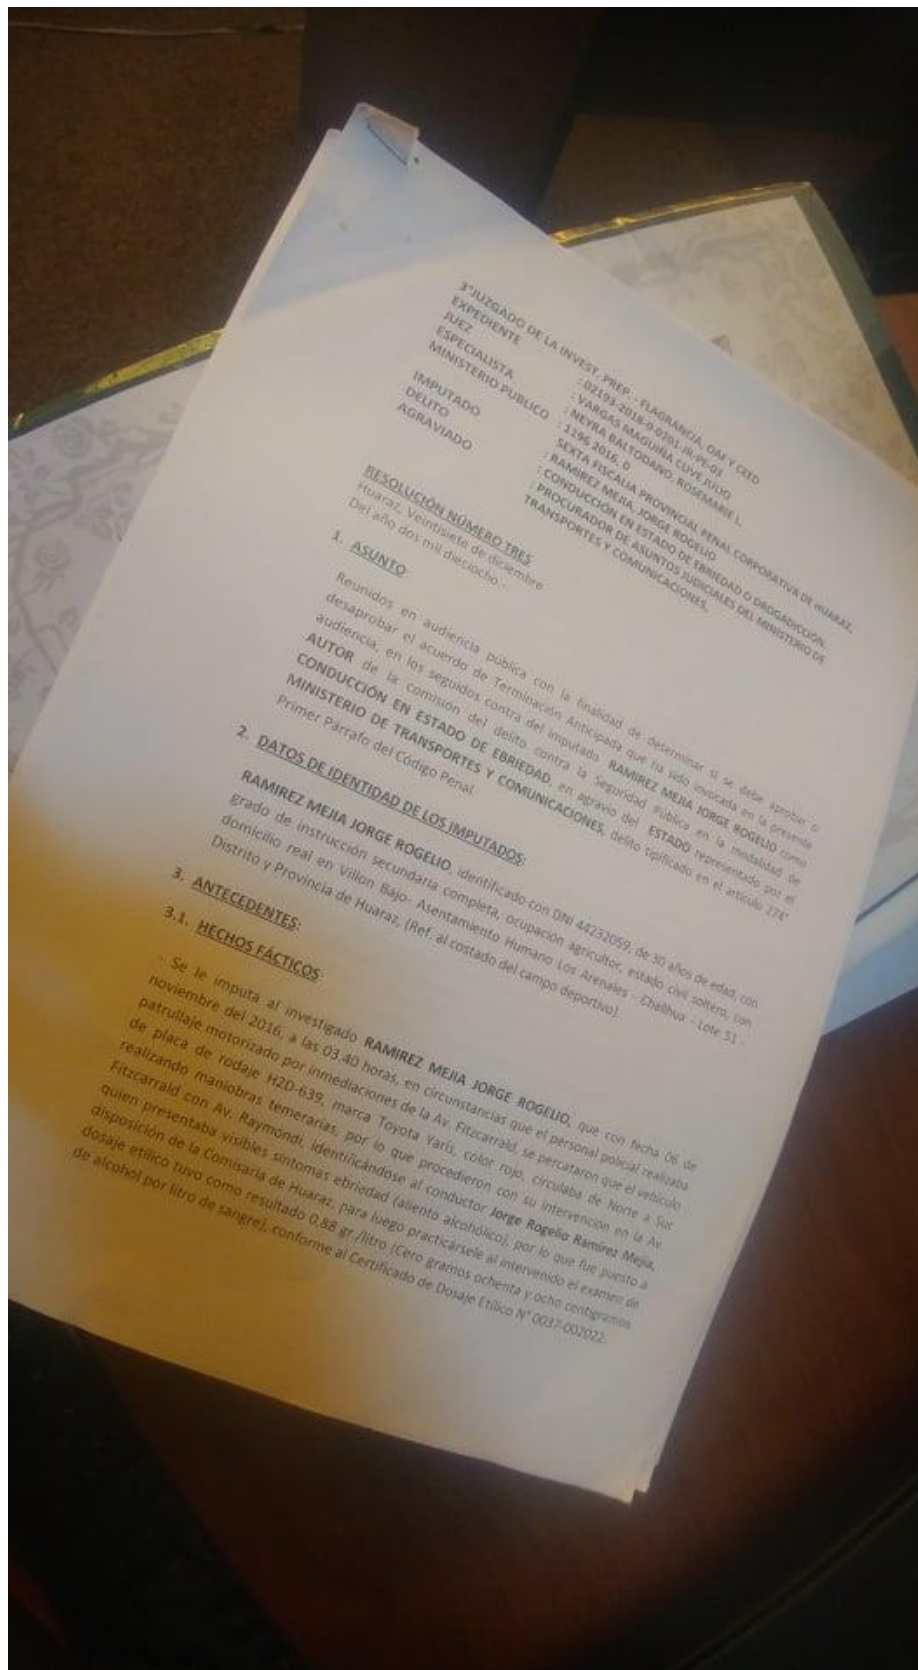 3°JUZGADO DE LA INVEST. PREP. - FLAGRANCIA, OAF Y CEED
EXPEDIENTE : 02193-2018-0-0201-JR-PE-03
JUEZ : VARGAS MAGUIÑA CUVE JULIO
ESPECIALISTA : NEYRA BALTODANO, ROSEMARIE L.
MINISTERIO PUBLICO : 1196 2016, 0
SEXTA FISCALIA PROVINCIAL PENAL CORPORATIVA DE HUARAZ,
IMPUTADO : RAMIREZ MEJIA, JORGE ROGELIO
DELITO : CONDUCCIÓN EN ESTADO DE EBRIEDAD O DROGADICCIÓN.
AGRAVIADO : PROCURADOR DE ASUNTOS JUDICIALES DEL MINISTERIO DE
TRANSPORTES Y COMUNICACIONES,
RESOLUCIÓN NÚMERO TRES
Huaraz, Veintisiete de diciembre
Del año dos mil dieciocho.-
1. ASUNTO
Reunidos en audiencia pública con la finalidad de determinar si se debe aprobar o
desaprobar el acuerdo de Terminación Anticipada que ha sido invocada en la presente
audiencia, en los seguidos contra del imputado RAMIREZ MEJIA JORGE ROGELIO como
AUTOR de la comisión del delito contra la Seguridad Pública en la modalidad de
CONDUCCIÓN EN ESTADO DE EBRIEDAD, en agravio del ESTADO representado por el
MINISTERIO DE TRANSPORTES Y COMUNICACIONES, delito tipificado en el artículo 274°
Primer Párrafo del Código Penal.
2. DATOS DE IDENTIDAD DE LOS IMPUTADOS:
RAMIREZ MEJIA JORGE ROGELIO, identificado con DNI 44232059, de 30 años de edad, con
grado de instrucción secundaria completa, ocupación agricultor, estado civil soltero, con
domicilio real en Villon Bajo- Asentamiento Humano Los Arenales - Challhua - Lote 51 -
Distrito y Provincia de Huaraz, (Ref. al costado del campo deportivo).
3. ANTECEDENTES:
3.1. HECHOS FÁCTICOS
- Se le imputa al investigado RAMIREZ MEJIA JORGE ROGELIO, que con fecha 06 de
noviembre del 2016, a las 03.40 horas, en circunstancias que el personal policial realizaba
patrullaje motorizado por inmediaciones de la Av. Fitzcarrald, se percataron que el vehículo
de placa de rodaje H2D-639, marca Toyota Yaris, color rojo, circulaba de Norte a Sur
realizando maniobras temerarias, por lo que procedieron con su intervención en la Av.
Fitzcarrald con Av. Raymondi, identificándose al conductor Jorge Rogelio Ramirez Mejía,
quien presentaba visibles síntomas ebriedad (aliento alcohólico), por lo que fue puesto a
disposición de la Comisaría de Huaraz, para luego practicársele al intervenido el examen de
dosaje etílico tuvo como resultado 0,88 gr./litro (Cero gramos ochenta y ocho centigramos
de alcohol por litro de sangre), conforme al Certificado de Dosaje Etílico N° 0037-002022.